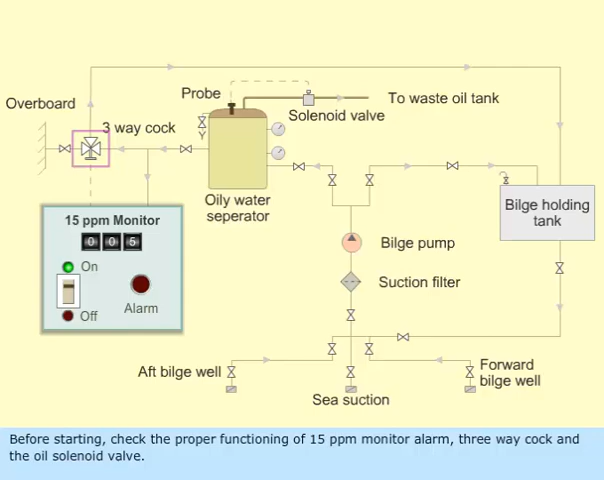 Probe
To waste oil tank
Overboard
Solenoid valve
3 way cock
Oily water
seperator
Bilge holding
tank
15 ppm Monitor
0 0 5
On
Off
Alarm
Bilge pump
Suction filter
Aft bilge well
Forward
bilge well
Sea suction
Before starting, check the proper functioning of 15 ppm monitor alarm, three way cock and
the oil solenoid valve.